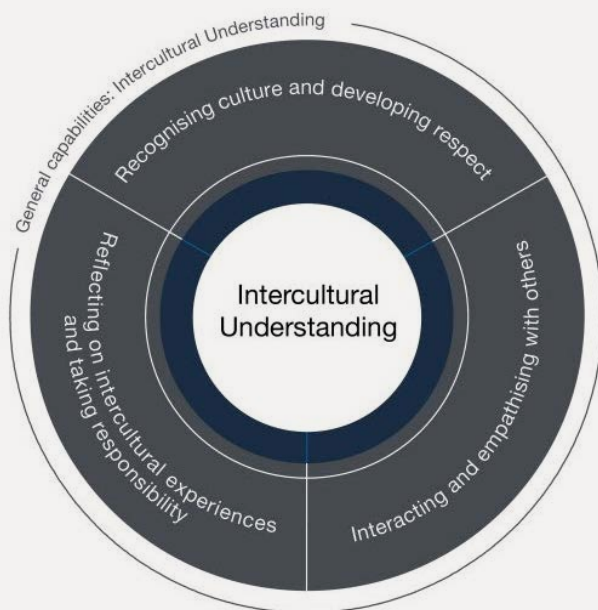 General capabilities: Intercultural Understanding
Recognising culture and developing respect
Intercultural
Understanding
Interacting and empathising with others
Reflecting on intercultural experiences
and taking responsibility